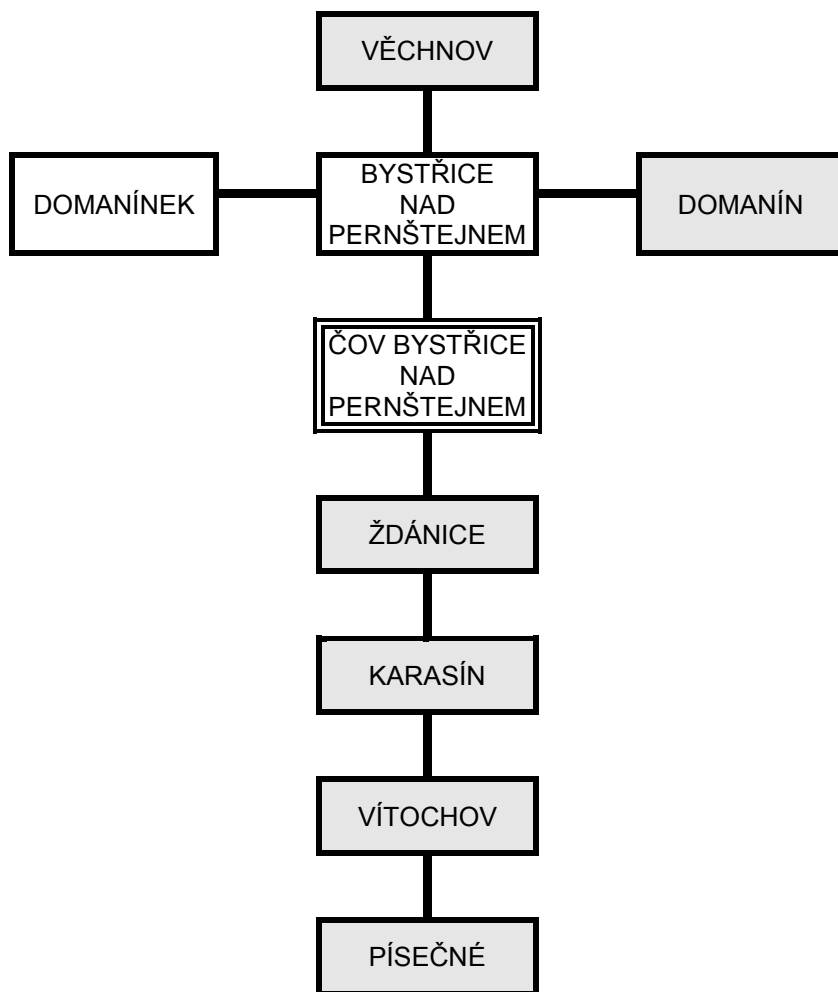 VĚCHNOV
DOMANÍNEK
BYSTŘICE
NAD
PERNŠTEJNEM
DOMANÍN
ČOV BYSTŘICE
NAD
PERNŠTEJNEM
ŽDÁNICE
KARASÍN
VÍTOCHOV
PÍSEČNÉ